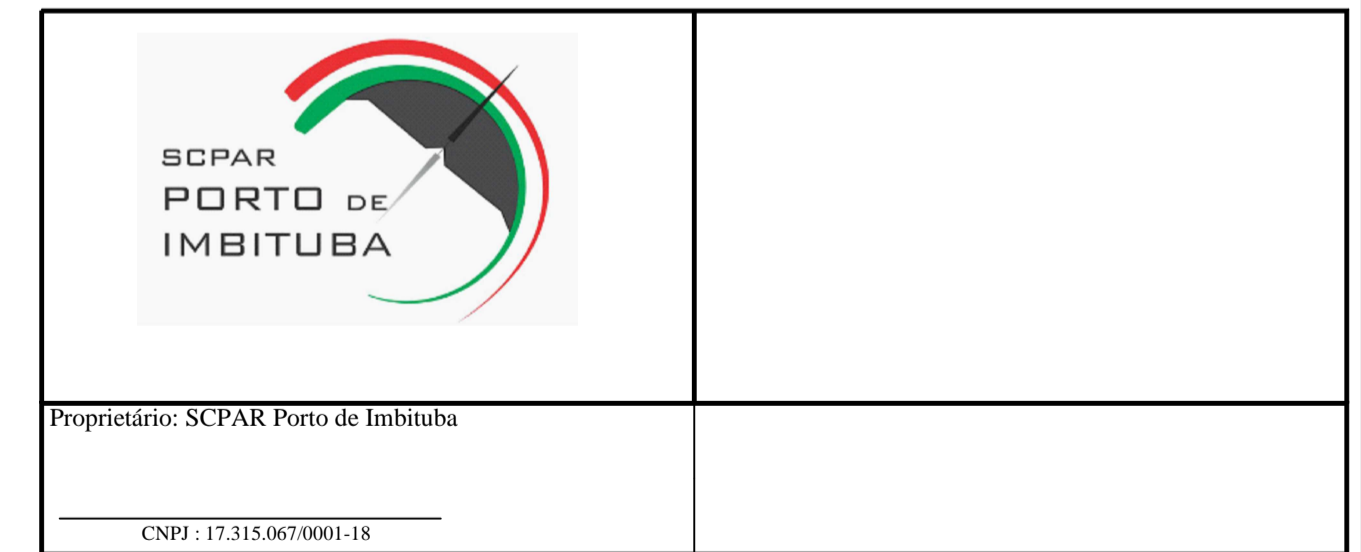 SCPAR
PORTO DE
IMBITUBA
Proprietário: SCPAR Porto de Imbituba
CNPJ : 17.315.067/0001-18